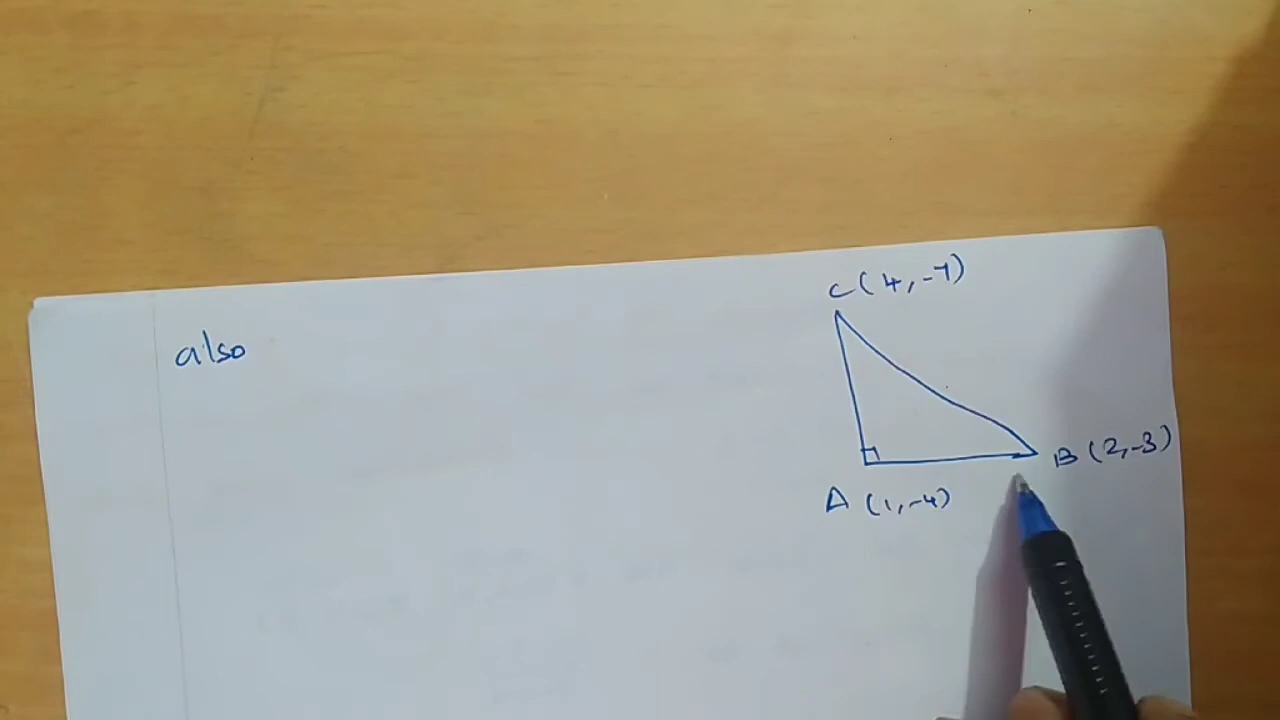 C(4,-7)
also
B(2,-3)
A(1,-4)